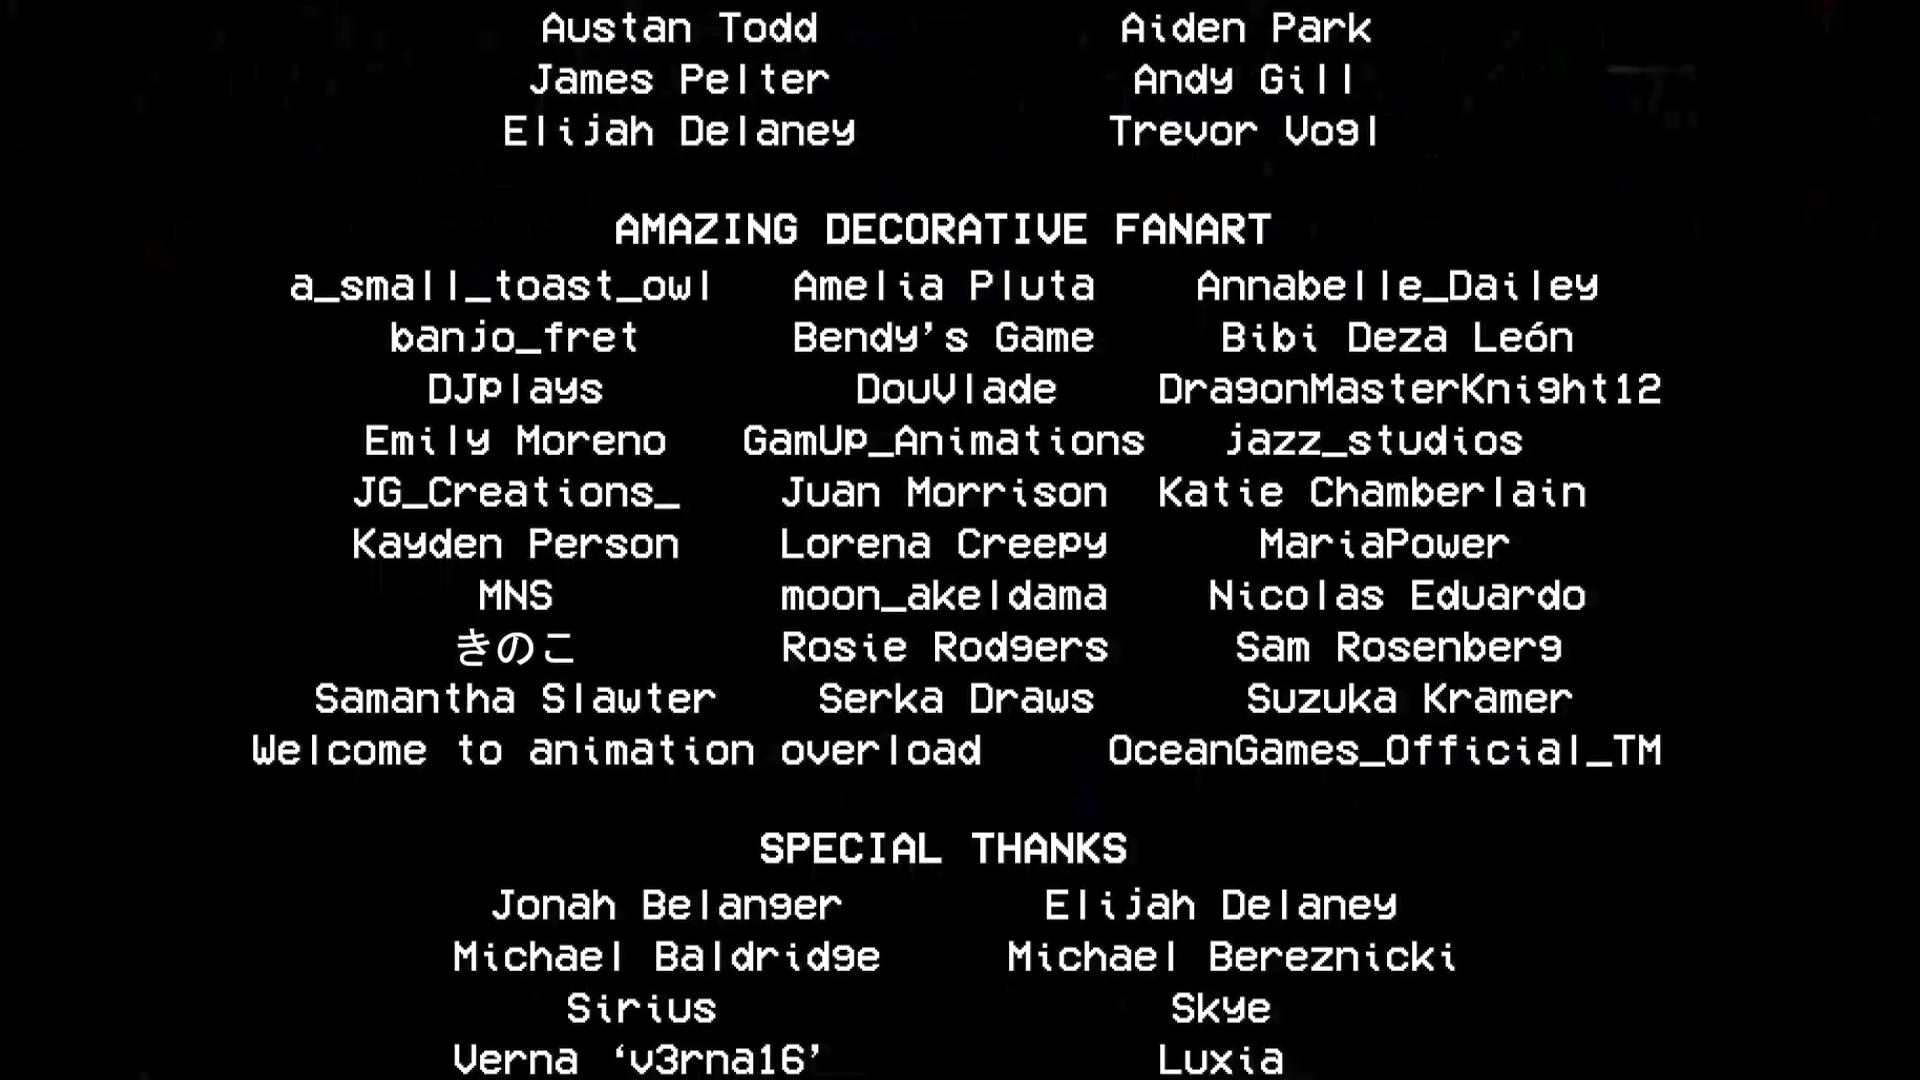 Austan Todd Aiden Park
James Pelter Andy Gill
Elijah Delaney Trevor Vogl
AMAZING DECORATIVE FANART
a_small_toast_owl Amelia Pluta Annabelle_Dailey
banjo_fret Bendy’s Game Bibi Deza León
DJplays DouVlade DragonMasterKnight12
Emily Moreno GamUp_Animations jazz_studios
JG_Creations_ Juan Morrison Katie Chamberlain
Kayden Person Lorena Creepy MariaPower
MNS moon_akeldama Nicolas Eduardo
きのこ Rosie Rodgers Sam Rosenberg
Samantha Slawter Serka Draws Suzuka Kramer
Welcome to animation overload OceanGames_Official_TM
SPECIAL THANKS
Jonah Belanger Elijah Delaney
Michael Baldridge Michael Bereznicki
Sirius Skye
Verna ‘v3rna16’ Luxia